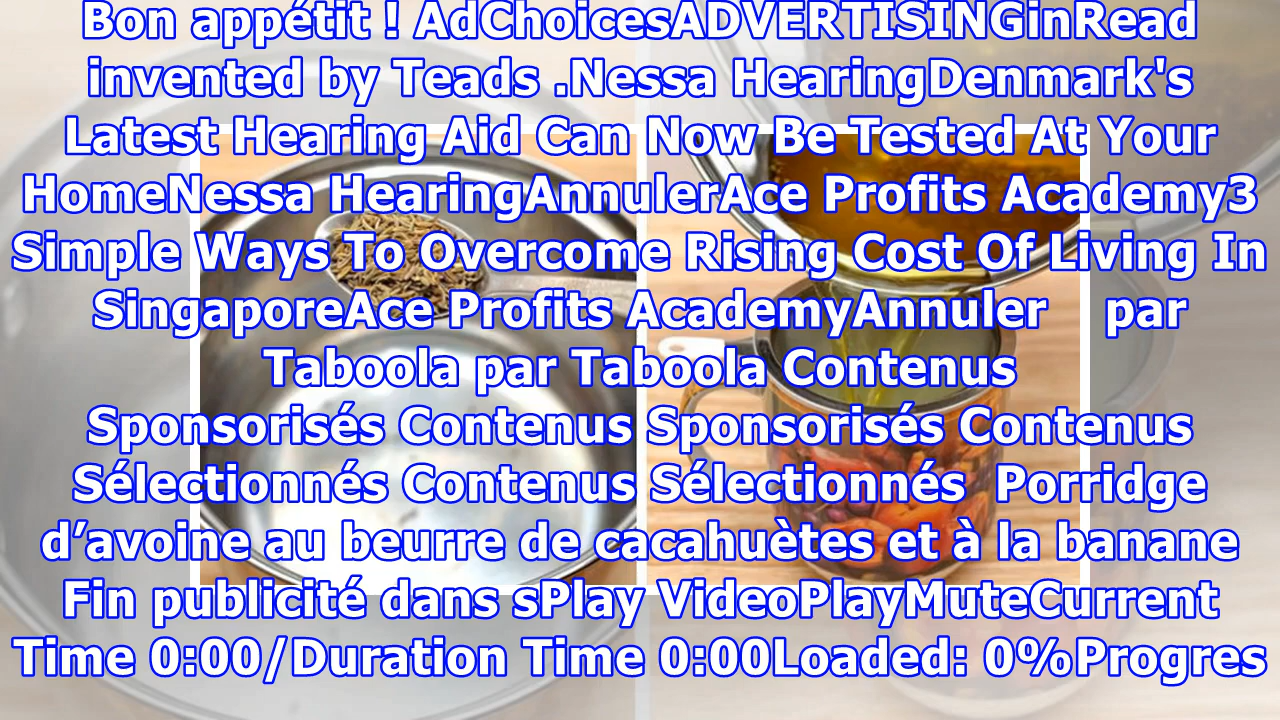 Bon appétit ! AdChoicesADVERTISINGinRead
invented by Teads .Nessa HearingDenmark's
Latest Hearing Aid Can Now Be Tested At Your
HomeNessa HearingAnnulerAce Profits Academy3
Simple Ways To Overcome Rising Cost Of Living In
SingaporeAce Profits AcademyAnnuler    par
Taboola par Taboola Contenus
Sponsorisés Contenus Sponsorisés Contenus
Sélectionnés Contenus Sélectionnés  Porridge
d’avoine au beurre de cacahuètes et à la banane
Fin publicité dans sPlay VideoPlayMuteCurrent
Time 0:00/Duration Time 0:00Loaded: 0%Progres